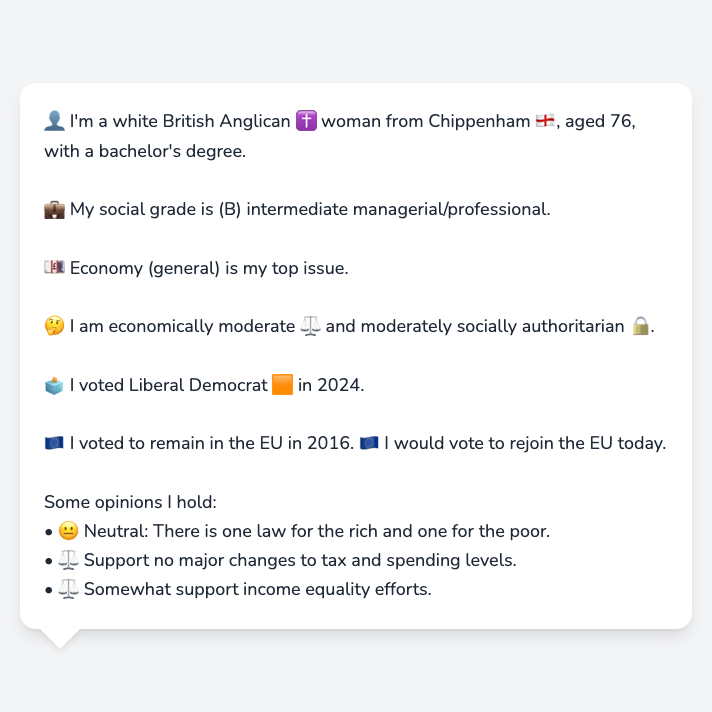 👤 I'm a white British Anglican ✝️ woman from Chippenham 🏴󠁧󠁢󠁥󠁮󠁧󠁿, aged 76,
with a bachelor's degree.
💼 My social grade is (B) intermediate managerial/professional.
💷 Economy (general) is my top issue.
🤔 I am economically moderate ⚖️ and moderately socially authoritarian 🔒.
🗳️ I voted Liberal Democrat 🟧 in 2024.
🇪🇺 I voted to remain in the EU in 2016. 🇪🇺 I would vote to rejoin the EU today.
Some opinions I hold:
• 😐 Neutral: There is one law for the rich and one for the poor.
• ⚖️ Support no major changes to tax and spending levels.
• ⚖️ Somewhat support income equality efforts.